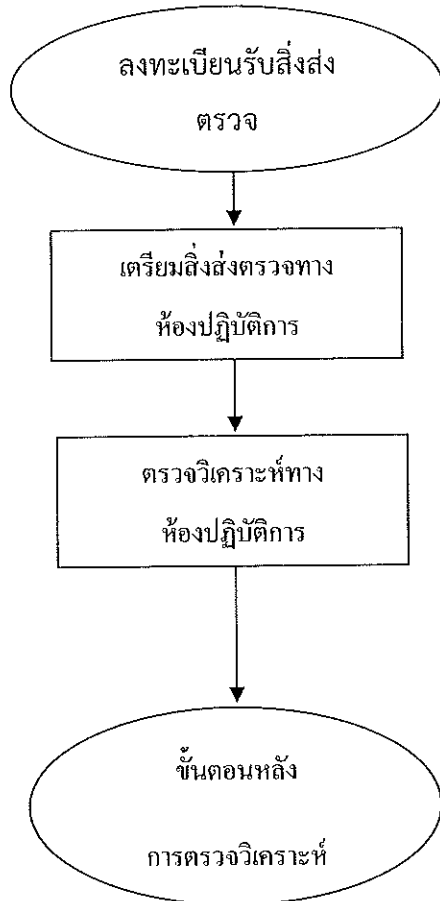 ลงทะเบียนรับสิ่งส่ง
ตรวจ
เตรียมสิ่งส่งตรวจทาง
ห้องปฏิบัติการ
ตรวจวิเคราะห์ทาง
ห้องปฏิบัติการ
ขั้นตอนหลัง
การตรวจวิเคราะห์